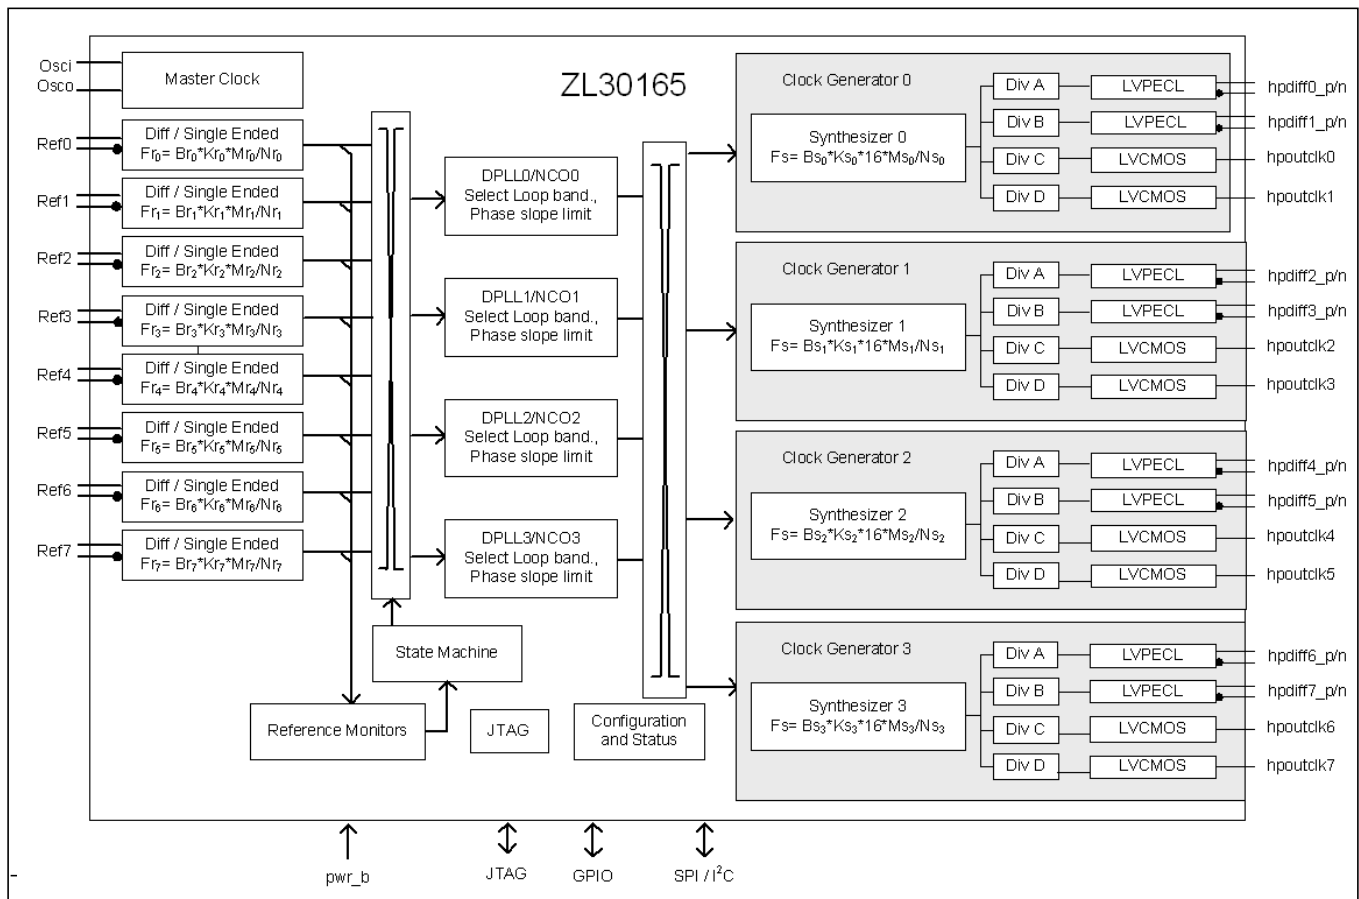 ZL30165
Osci
Osco
Master Clock
Ref0
Diff / Single Ended
Fr₀= Br₀*Kr₀*Mr₀/Nr₀
Ref1
Diff / Single Ended
Fr₁= Br₁*Kr₁*Mr₁/Nr₁
Ref2
Diff / Single Ended
Fr₂= Br₂*Kr₂*Mr₂/Nr₂
Ref3
Diff / Single Ended
Fr₃= Br₃*Kr₃*Mr₃/Nr₃
Ref4
Diff / Single Ended
Fr₄= Br₄*Kr₄*Mr₄/Nr₄
Ref5
Diff / Single Ended
Fr₅= Br₅*Kr₅*Mr₅/Nr₅
Ref6
Diff / Single Ended
Fr₆= Br₆*Kr₆*Mr₆/Nr₆
Ref7
Diff / Single Ended
Fr₇= Br₇*Kr₇*Mr₇/Nr₇
DPLL0/NCO0
Select Loop band.,
Phase slope limit
DPLL1/NCO1
Select Loop band.,
Phase slope limit
DPLL2/NCO2
Select Loop band.,
Phase slope limit
DPLL3/NCO3
Select Loop band.,
Phase slope limit
State Machine
Reference Monitors
JTAG
Configuration
and Status
Clock Generator 0
Synthesizer 0
Fs= Bs₀*Ks₀*16*Ms₀/Ns₀
Div A
LVPECL
hpdiff0_p/n
Div B
LVPECL
hpdiff1_p/n
Div C
LVCMOS
hpoutclk0
Div D
LVCMOS
hpoutclk1
Clock Generator 1
Synthesizer 1
Fs= Bs₁*Ks₁*16*Ms₁/Ns₁
Div A
LVPECL
hpdiff2_p/n
Div B
LVPECL
hpdiff3_p/n
Div C
LVCMOS
hpoutclk2
Div D
LVCMOS
hpoutclk3
Clock Generator 2
Synthesizer 2
Fs= Bs₂*Ks₂*16*Ms₂/Ns₂
Div A
LVPECL
hpdiff4_p/n
Div B
LVPECL
hpdiff5_p/n
Div C
LVCMOS
hpoutclk4
Div D
LVCMOS
hpoutclk5
Clock Generator 3
Synthesizer 3
Fs= Bs₃*Ks₃*16*Ms₃/Ns₃
Div A
LVPECL
hpdiff6_p/n
Div B
LVPECL
hpdiff7_p/n
Div C
LVCMOS
hpoutclk6
Div D
LVCMOS
hpoutclk7
pwr_b
JTAG
GPIO
SPI / I²C